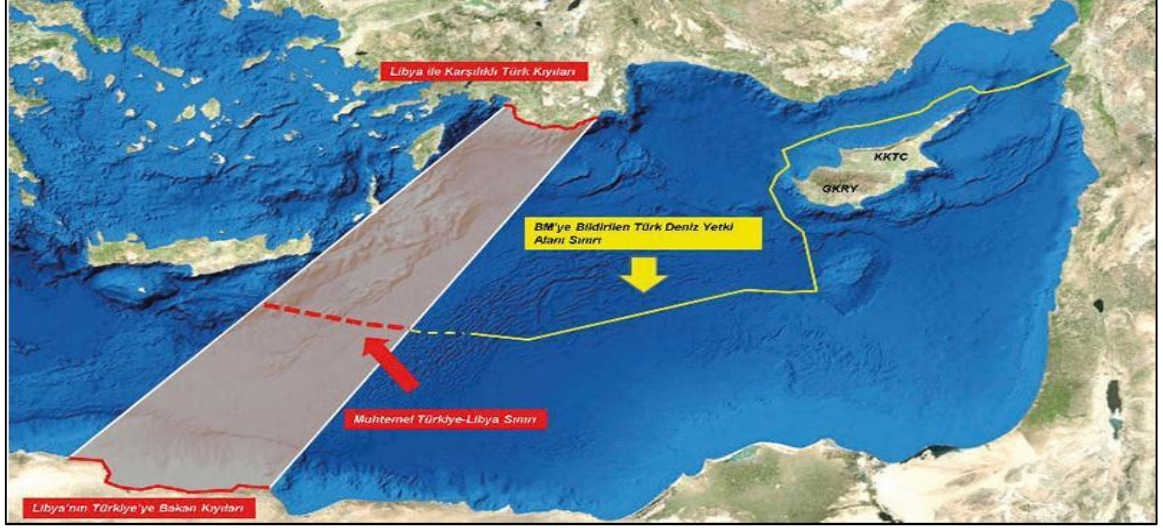 Libya ile Karşılıklı Türk Kıyıları
KKTC
GKRY
BM'ye Bildirilen Türk Deniz Yetki
Alanı Sınırı
Muhtemel Türkiye-Libya Sınırı
Libya'nın Türkiye'ye Bakan Kıyıları